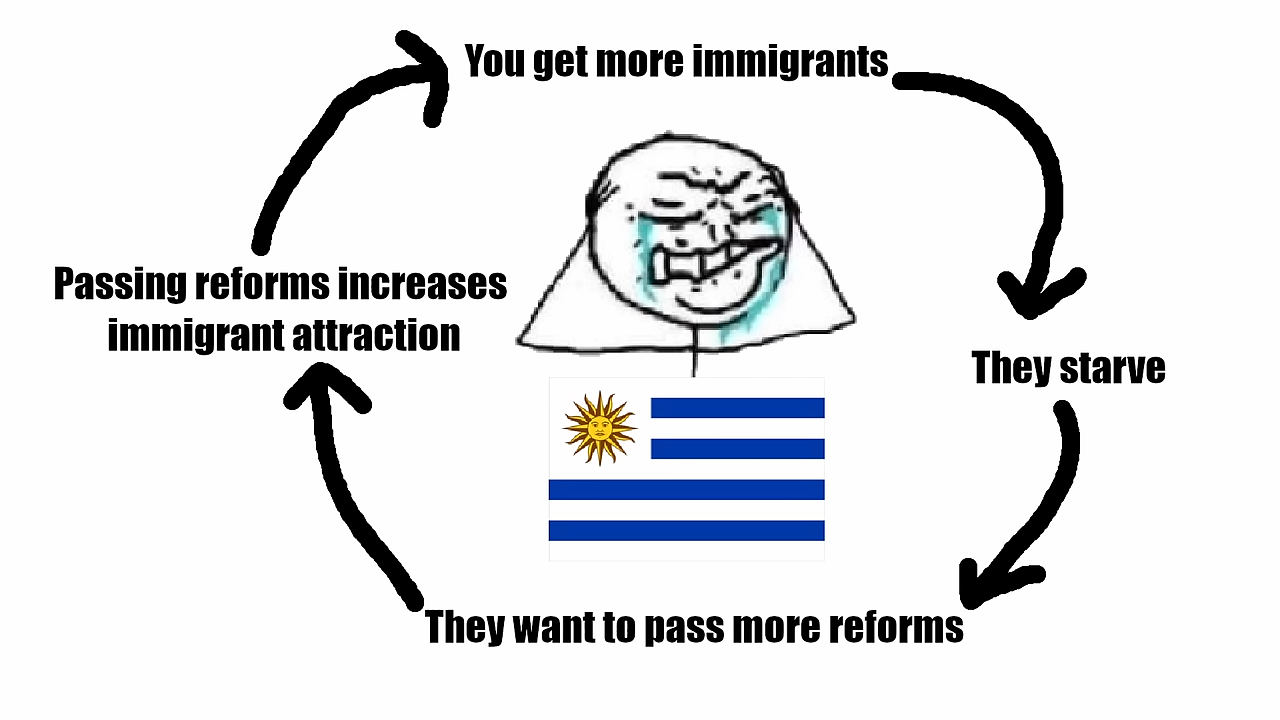 You get more immigrants
They starve
They want to pass more reforms
Passing reforms increases
immigrant attraction